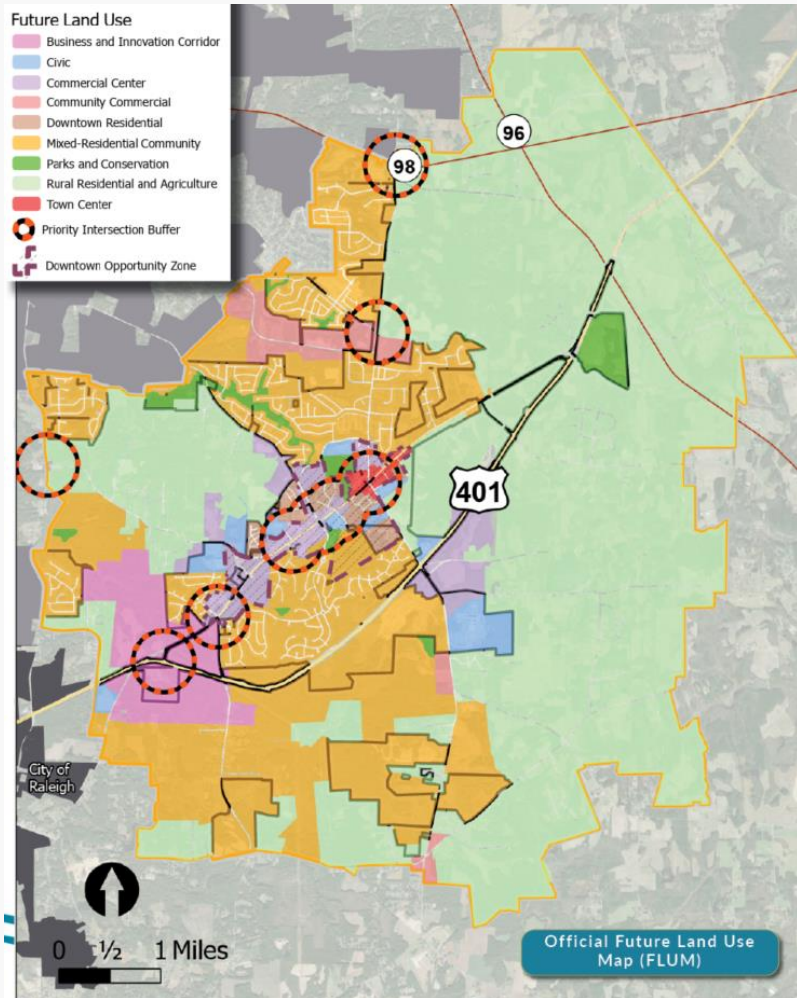 Future Land Use
Business and Innovation Corridor
Civic
Commercial Center
Community Commercial
Downtown Residential
Mixed-Residential Community
Parks and Conservation
Rural Residential and Agriculture
Town Center
Priority Intersection Buffer
Downtown Opportunity Zone
96
98
401
City of
Raleigh
0 ½ 1 Miles
Official Future Land Use
Map (FLUM)